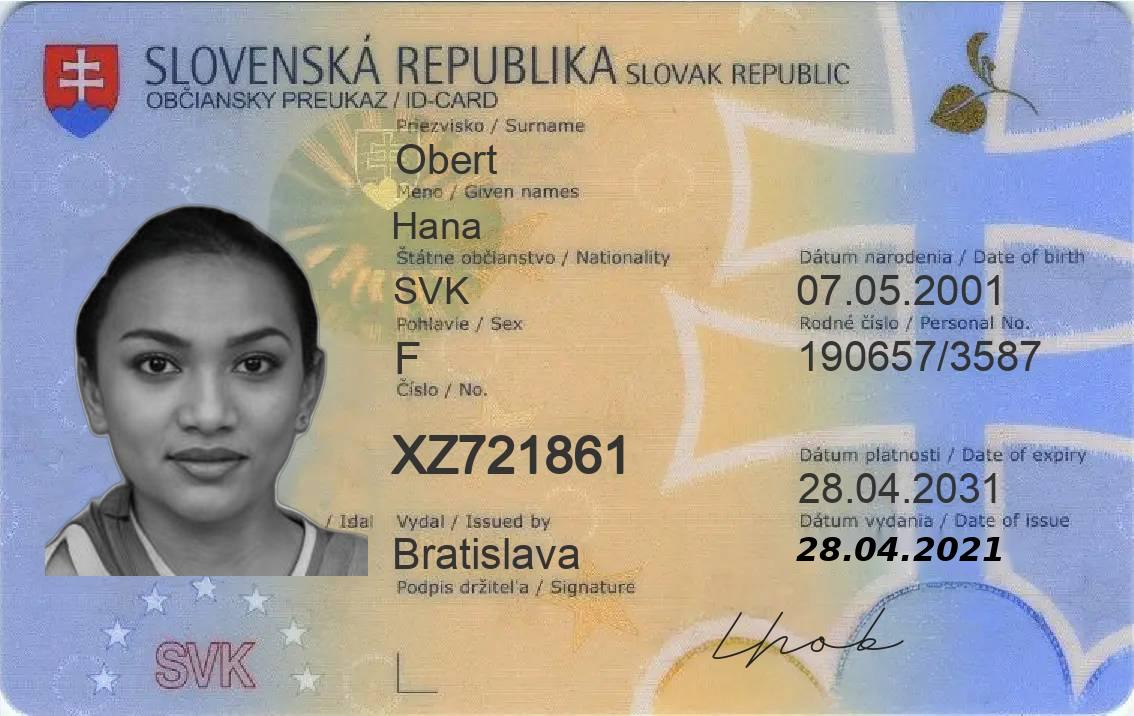 SLOVENSKÁ REPUBLIKA SLOVAK REPUBLIC
OBČIANSKY PREUKAZ / ID-CARD
Priezvisko / Surname
Obert
Meno / Given names
Hana
Štátne občianstvo / Nationality
SVK
Dátum narodenia / Date of birth
07.05.2001
Pohlavie / Sex
F
Rodné číslo / Personal No.
190657/3587
Číslo / No.
XZ721861
Dátum platnosti / Date of expiry
28.04.2031
/ Idal
Vydal / Issued by
Bratislava
Dátum vydania / Date of issue
28.04.2021
Podpis držiteľa / Signature
SVK